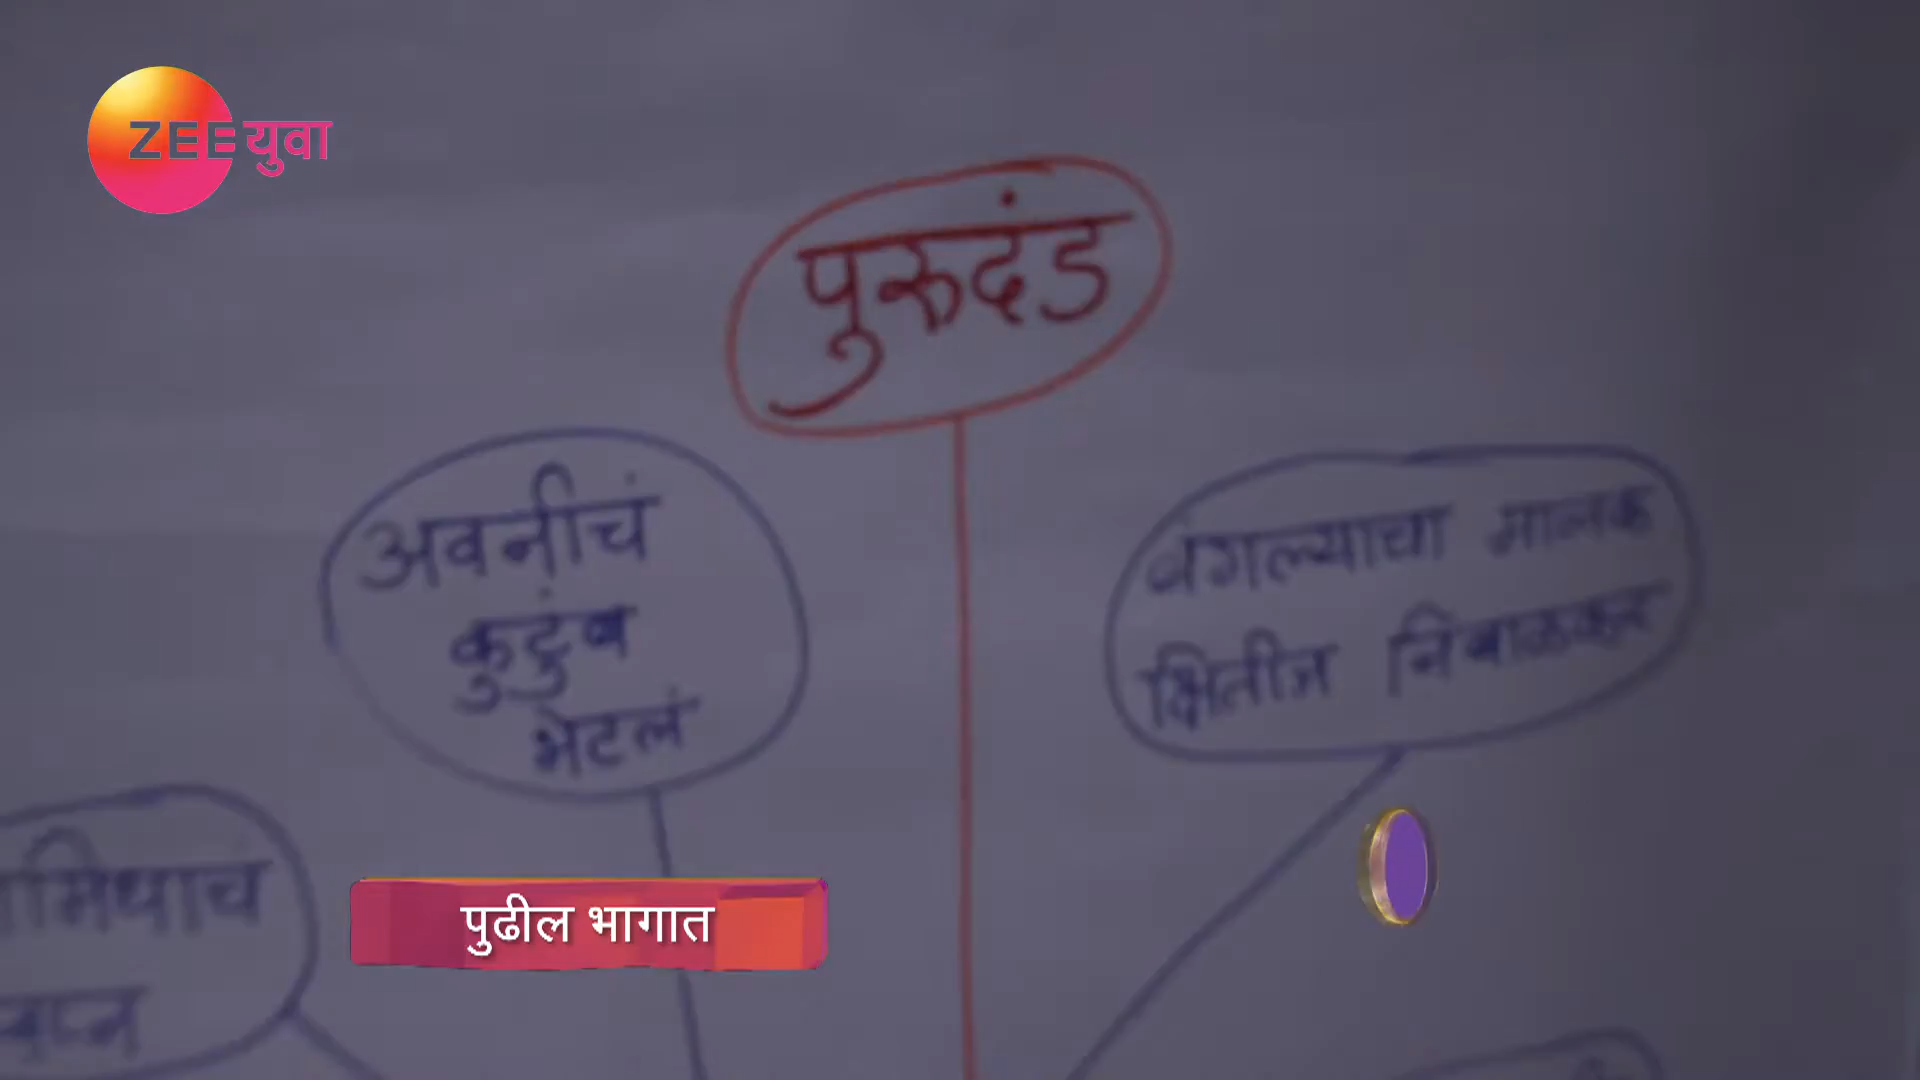 ZEE युवा
पुरूदंड
अवनीचं
कुटुंब
भेटलं
बंगल्याचा मालक
क्षितीज निंबाळकर
पुढील भागात